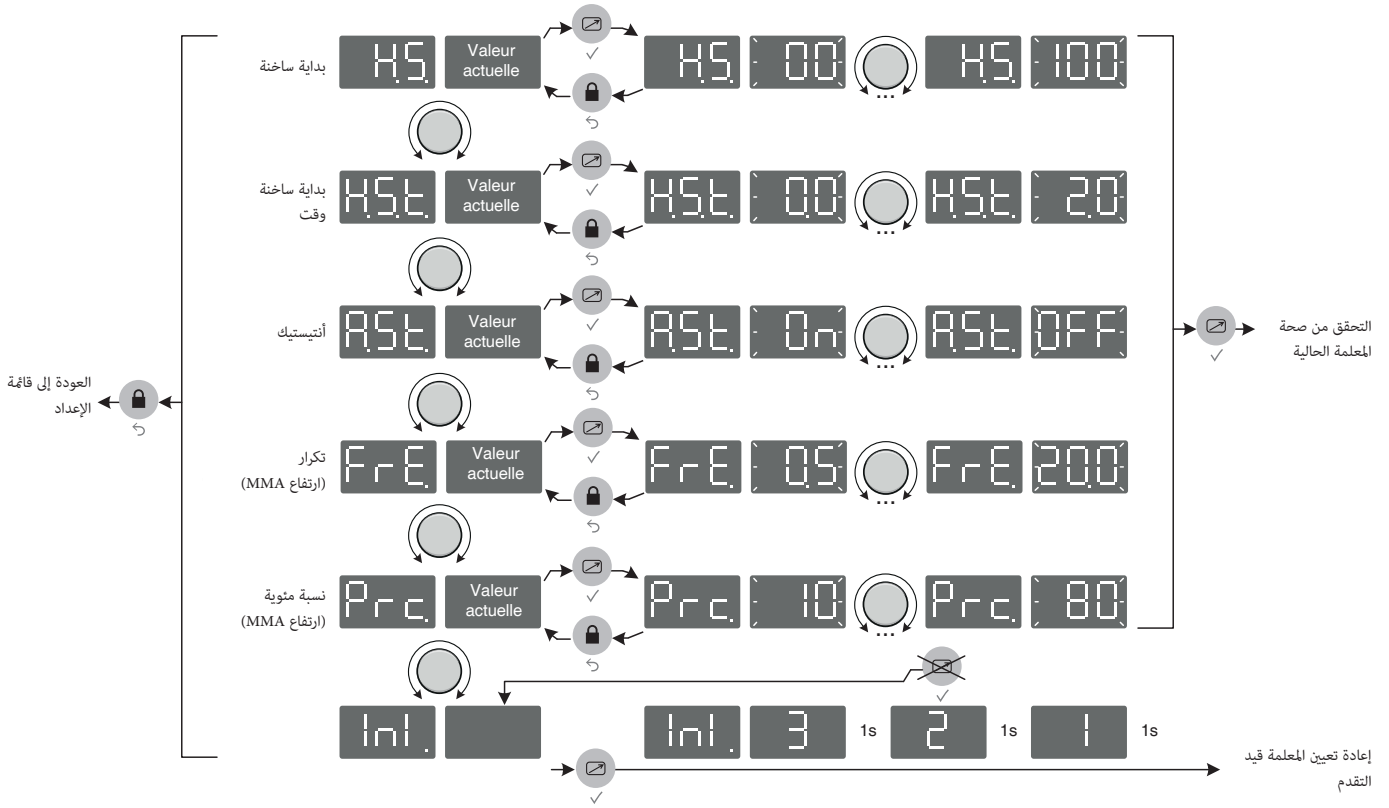 بداية ساخنة
H.S.
Valeur
actuelle
H.S.
00
...
H.S.
100
بداية ساخنة
وقت
H.S.t.
Valeur
actuelle
H.S.t.
0.0
...
H.S.t.
2.0
أنتيستيك
A.St.
Valeur
actuelle
A.St.
On
...
A.St.
OFF
التحقق من صحة
المعلمة الحالية
العودة إلى قائمة
الإعداد
تكرار
(ارتفاع MMA)
FrE.
Valeur
actuelle
FrE.
0.5
...
FrE.
20.0
نسبة مئوية
(ارتفاع MMA)
Prc.
Valeur
actuelle
Prc.
10
...
Prc.
80
InI.
InI.
3
1s
2
1s
1
1s
إعادة تعيين المعلمة قيد
التقدم